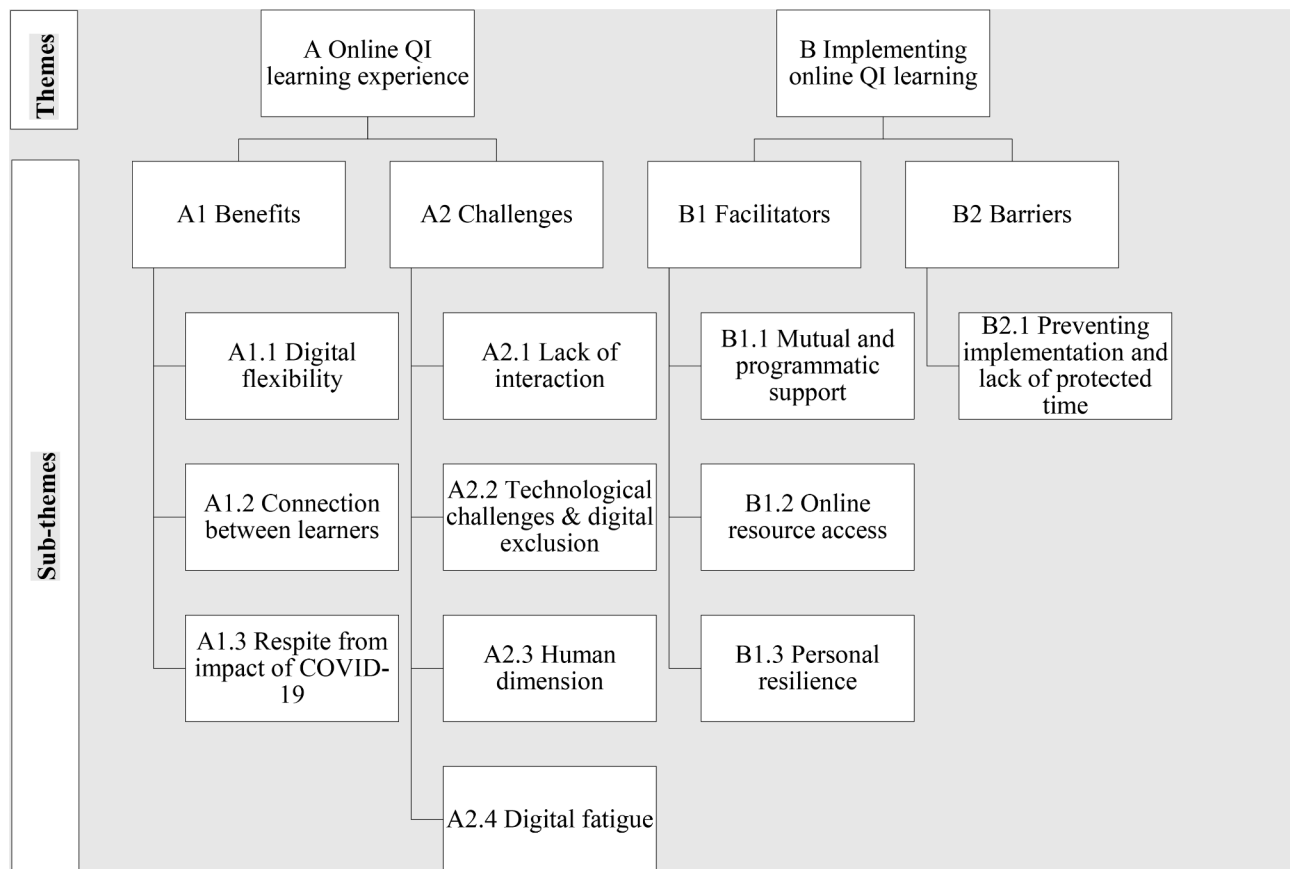 Themes
A Online QI
learning experience
B Implementing
online QI learning
Sub-themes
A1 Benefits
A2 Challenges
B1 Facilitators
B2 Barriers
A1.1 Digital
flexibility
A2.1 Lack of
interaction
B1.1 Mutual and
programmatic
support
B2.1 Preventing
implementation and
lack of protected
time
A1.2 Connection
between learners
A2.2 Technological
challenges & digital
exclusion
B1.2 Online
resource access
A1.3 Respite from
impact of COVID-
19
A2.3 Human
dimension
B1.3 Personal
resilience
A2.4 Digital fatigue